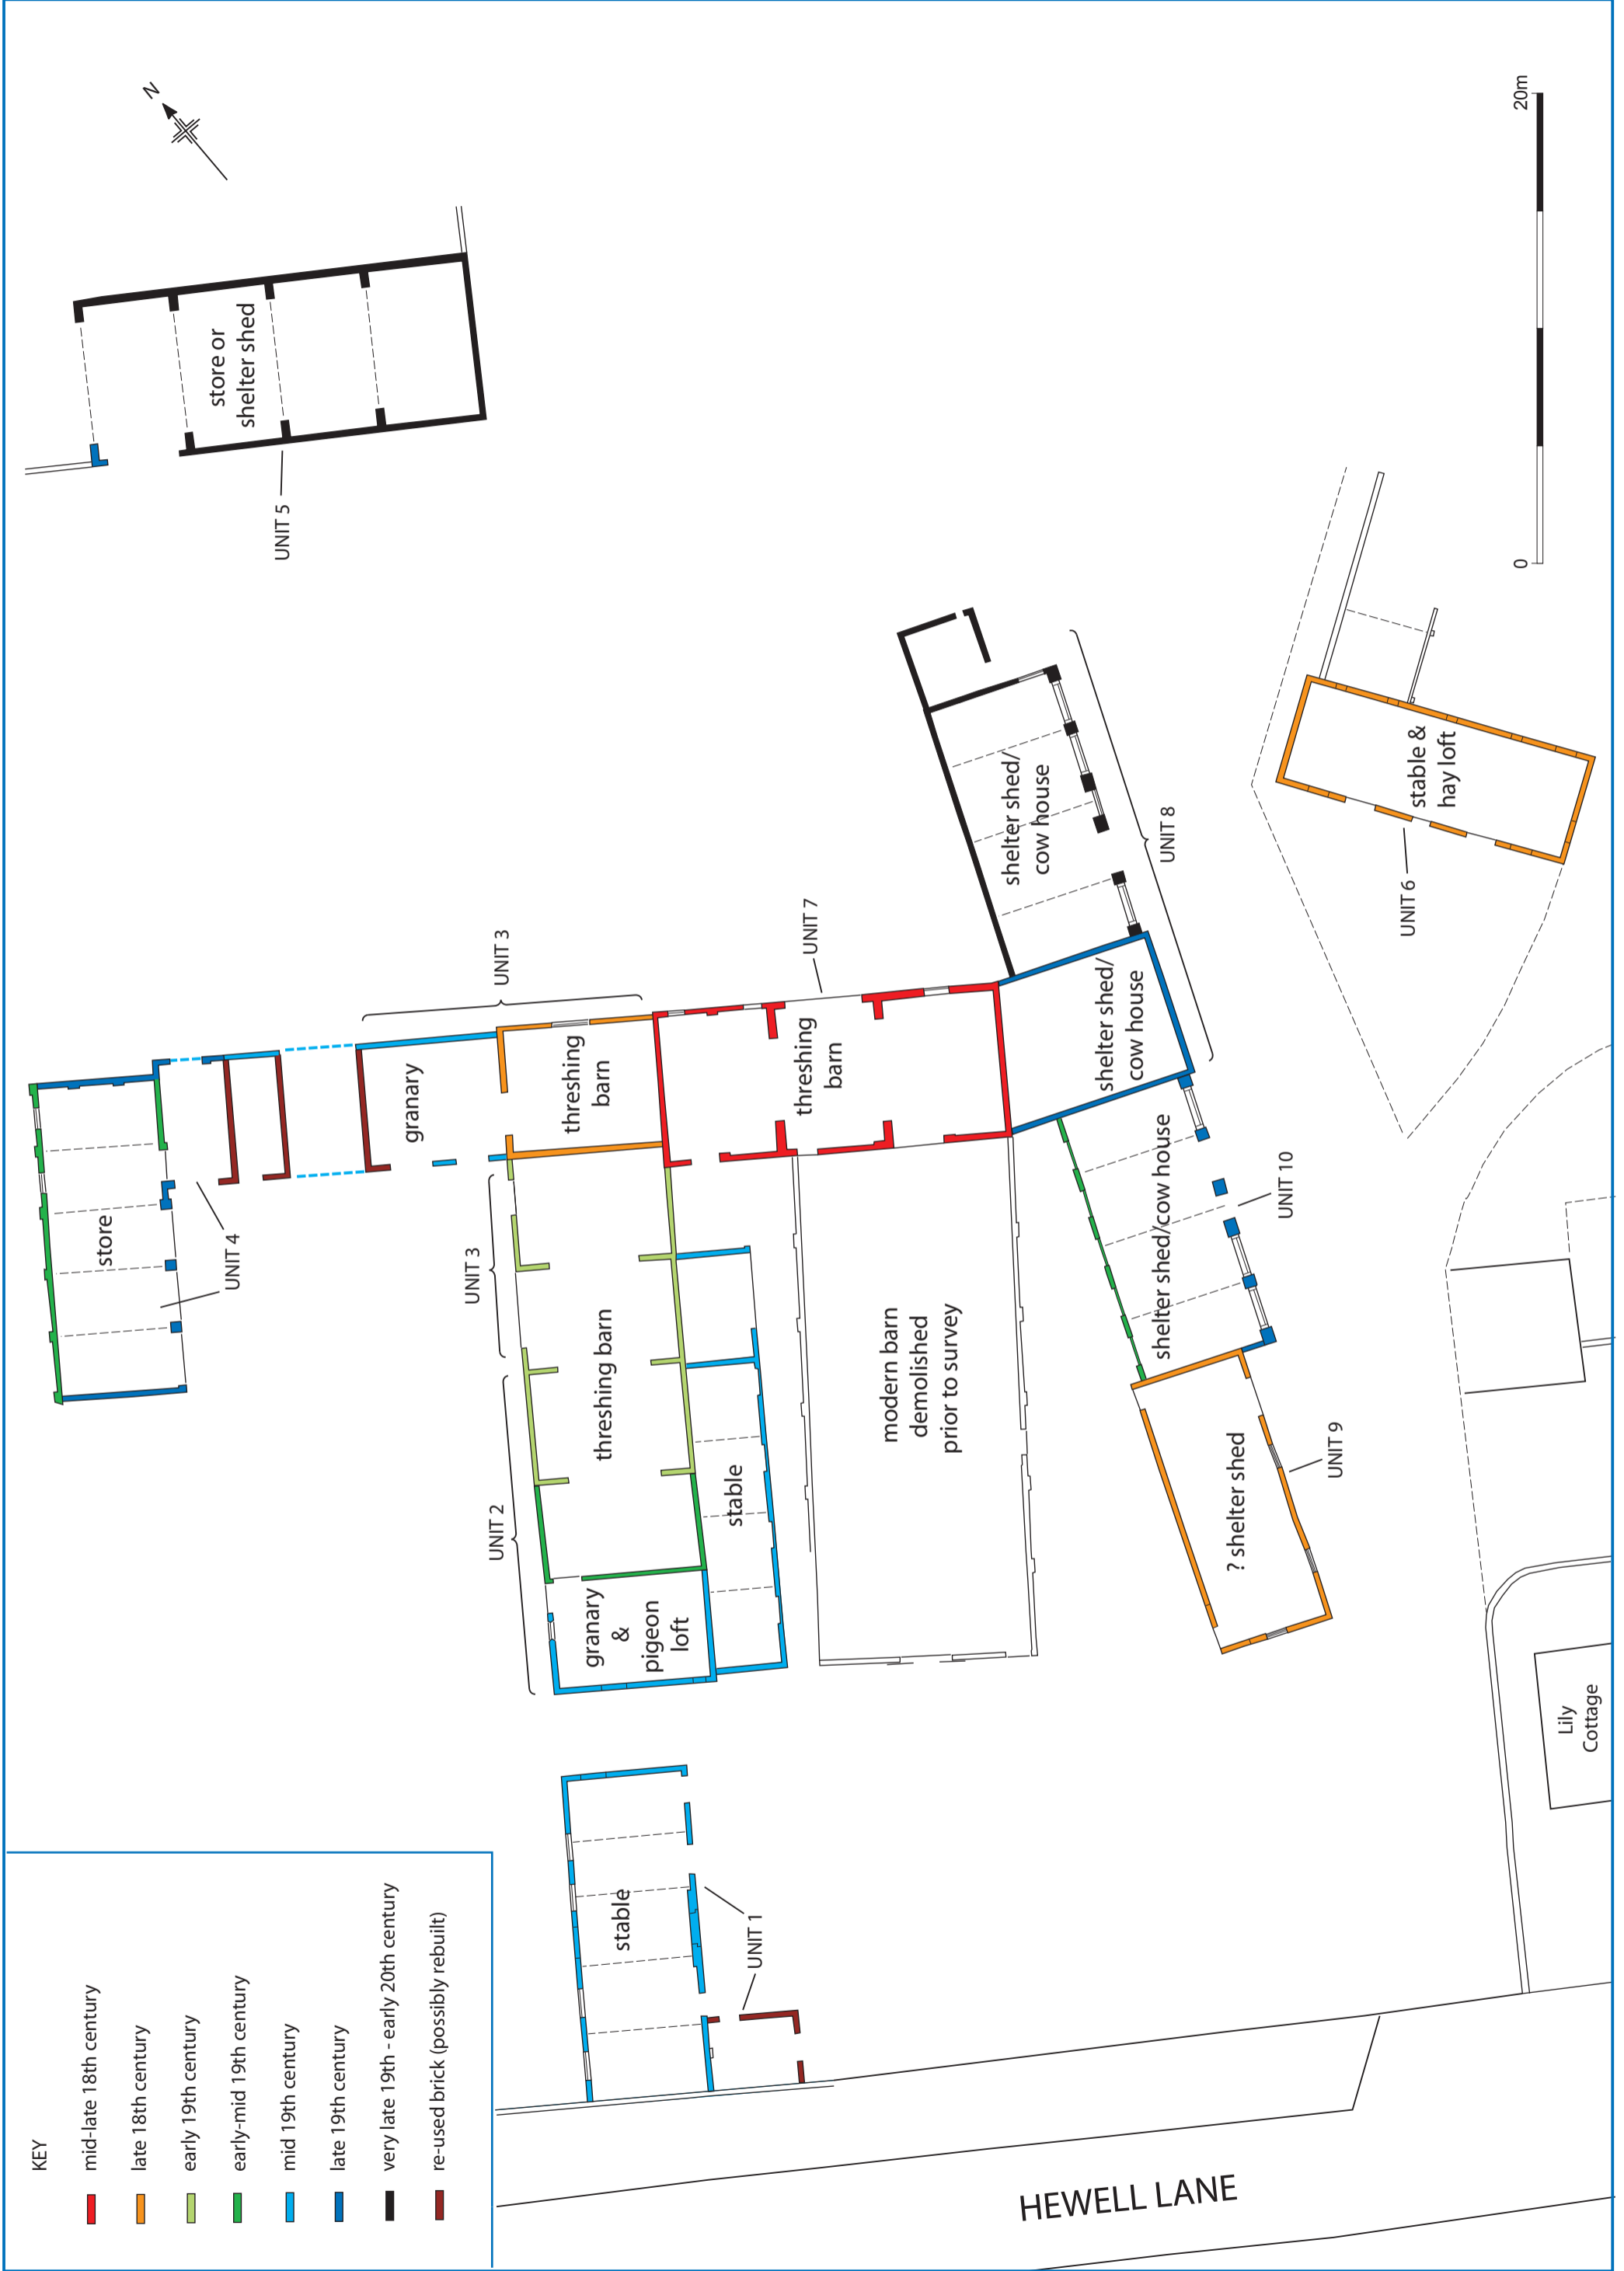 KEY
mid-late 18th century
late 18th century
early 19th century
early-mid 19th century
mid 19th century
late 19th century
very late 19th - early 20th century
re-used brick (possibly rebuilt)
N
store or
shelter shed
UNIT 5
store
UNIT 4
granary
UNIT 3
threshing
barn
UNIT 3
threshing barn
UNIT 2
granary
&
pigeon
loft
stable
stable
UNIT 1
UNIT 7
threshing
barn
modern barn
demolished
prior to survey
shelter shed/
cow house
UNIT 8
shelter shed/
cow house
shelter shed/cow house
UNIT 10
? shelter shed
UNIT 9
stable &
hay loft
UNIT 6
0
20m
Lily
Cottage
HEWELL LANE